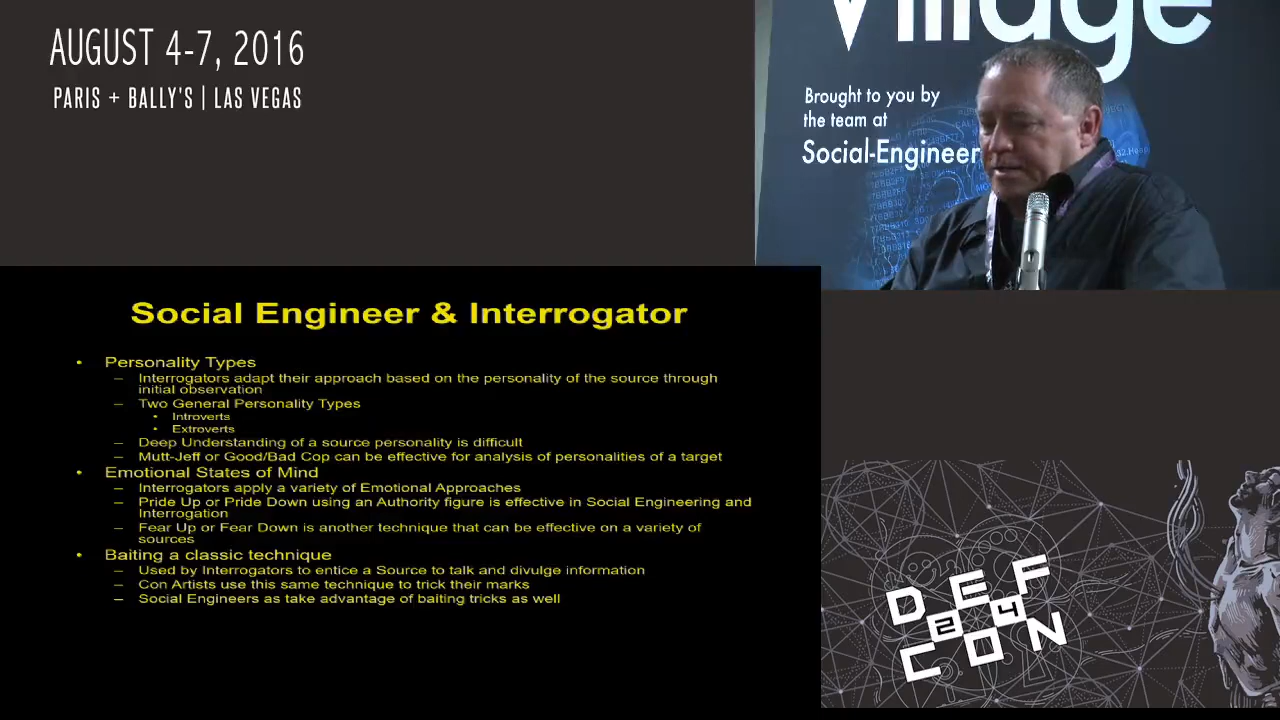 AUGUST 4-7, 2016
PARIS + BALLY'S | LAS VEGAS
Village
Brought to you by
the team at
Social-Engineer
Social Engineer & Interrogator
• Personality Types
– Interrogators adapt their approach based on the personality of the source through
initial observation
– Two General Personality Types
• Introverts
• Extroverts
– Deep Understanding of a source personality is difficult
– Mutt-Jeff or Good/Bad Cop can be effective for analysis of personalities of a target
• Emotional States of Mind
– Interrogators apply a variety of Emotional Approaches
– Pride Up or Pride Down using an Authority figure is effective in Social Engineering and
Interrogation
– Fear Up or Fear Down is another technique that can be effective on a variety of
sources
• Baiting a classic technique
– Used by Interrogators to entice a Source to talk and divulge information
– Con Artists use this same technique to trick their marks
– Social Engineers as take advantage of baiting tricks as well
DEF
24
CON